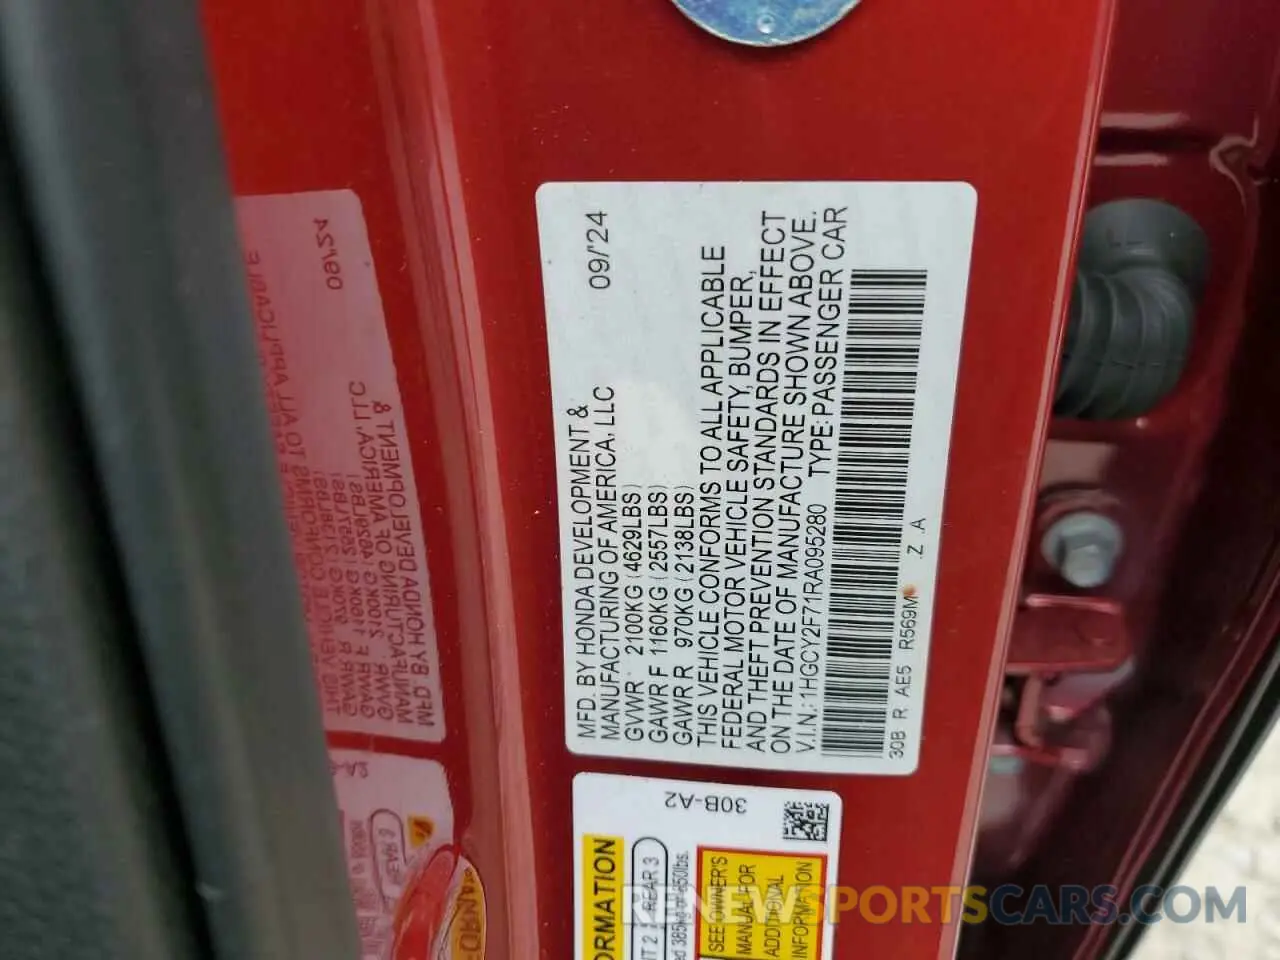 MFD. BY HONDA DEVELOPMENT &
MANUFACTURING OF AMERICA, LLC 09/'24
GVWR 2100KG (4629LBS)
GAWR F 1160KG (2557LBS)
GAWR R 970KG (2138LBS)
THIS VEHICLE CONFORMS TO ALL APPLICABLE
FEDERAL MOTOR VEHICLE SAFETY, BUMPER,
AND THEFT PREVENTION STANDARDS IN EFFECT
ON THE DATE OF MANUFACTURE SHOWN ABOVE.
V.I.N.: 1HGCY2F71RA095280 TYPE: PASSENGER CAR
30B R AE5 R569M Z A
30B-A2
REAR 3
SEE OWNER'S
MANUAL FOR
ADDITIONAL
INFORMATION
RENEWSPORTSCARS.COM